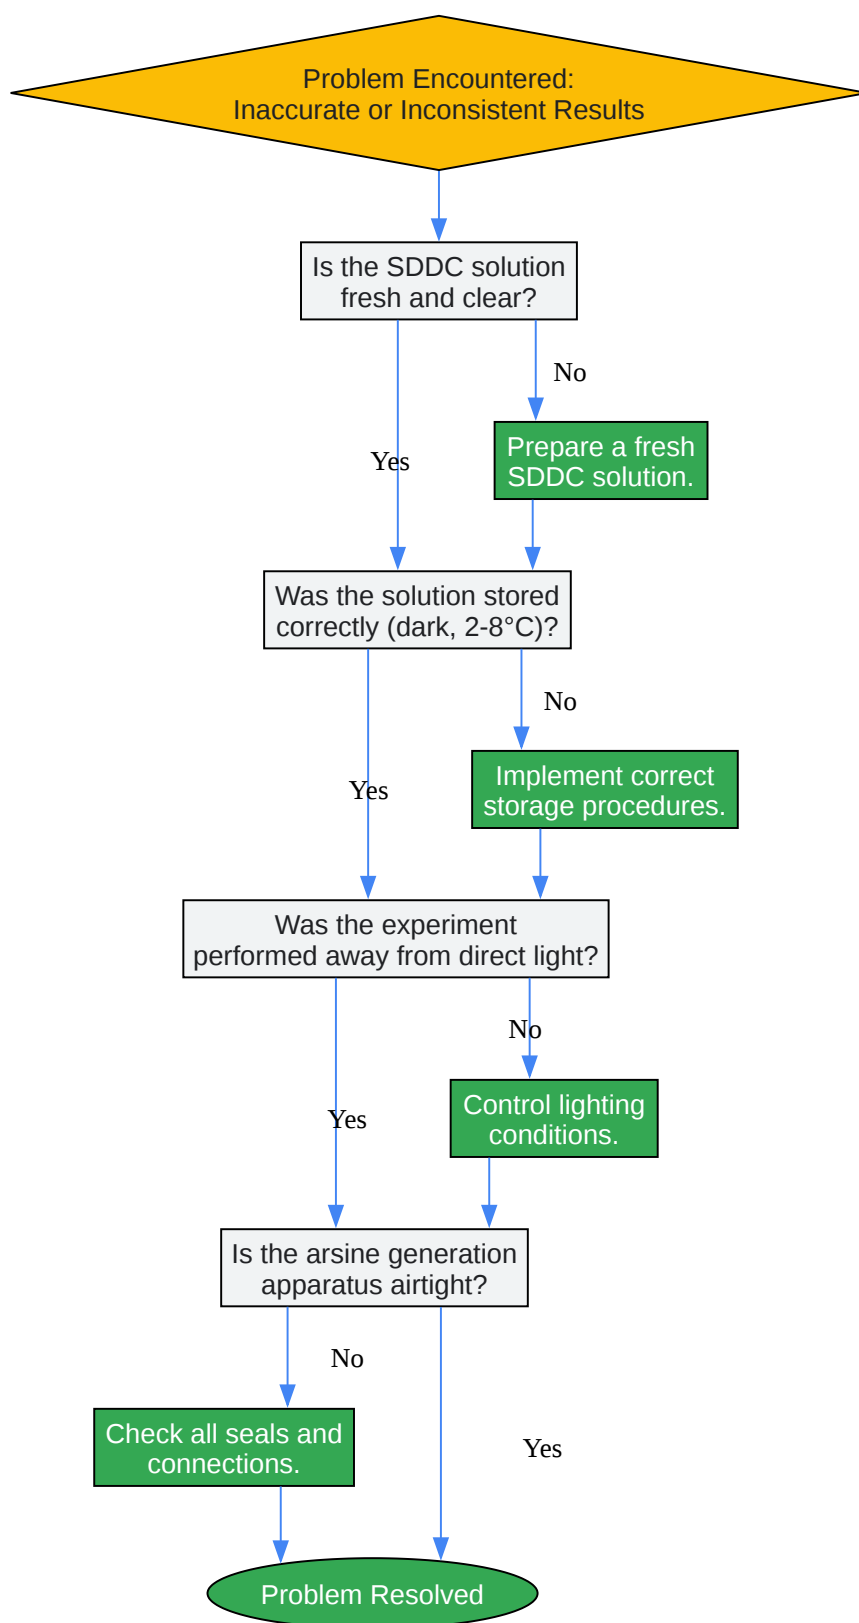 Problem Encountered:
Inaccurate or Inconsistent Results
Is the SDDC solution
fresh and clear?
No
Yes
Prepare a fresh
SDDC solution.
Was the solution stored
correctly (dark, 2-8°C)?
No
Yes
Implement correct
storage procedures.
Was the experiment
performed away from direct light?
No
Yes
Control lighting
conditions.
Is the arsine generation
apparatus airtight?
No
Yes
Check all seals and
connections.
Problem Resolved